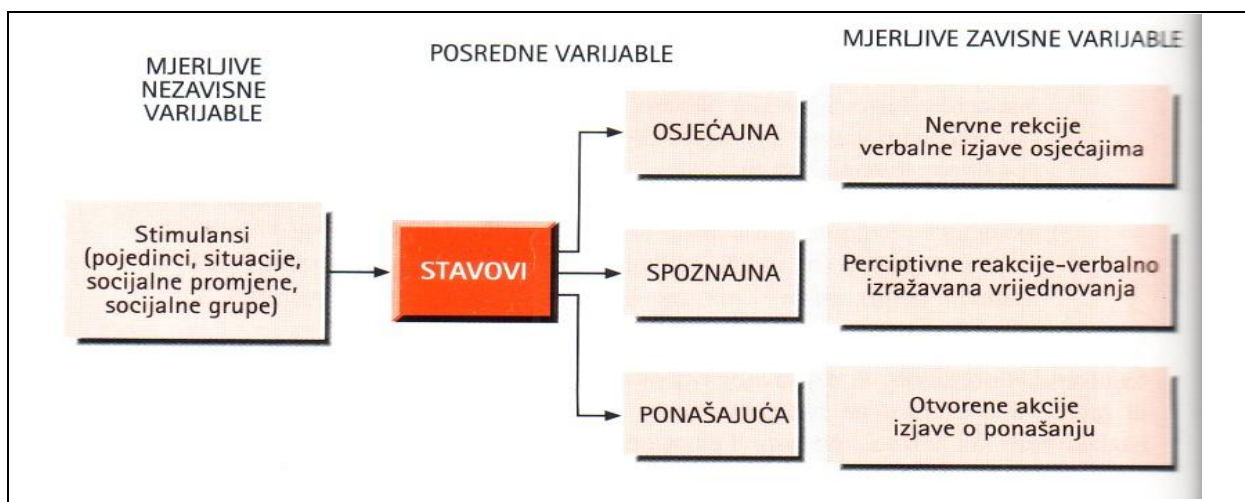 MJERLJIVE
NEZAVISNE
VARIJABLE
POSREDNE VARIJABLE
MJERLJIVE ZAVISNE VARIJABLE
Stimulansi
(pojedinci, situacije,
socijalne promjene,
socijalne grupe)
STAVOVI
OSJEĆAJNA
Nervne rekcije
verbalne izjave osjećajima
SPOZNAJNA
Perciptivne reakcije-verbalno
izražavana vrijednovanja
PONAŠAJUĆA
Otvorene akcije
izjave o ponašanju